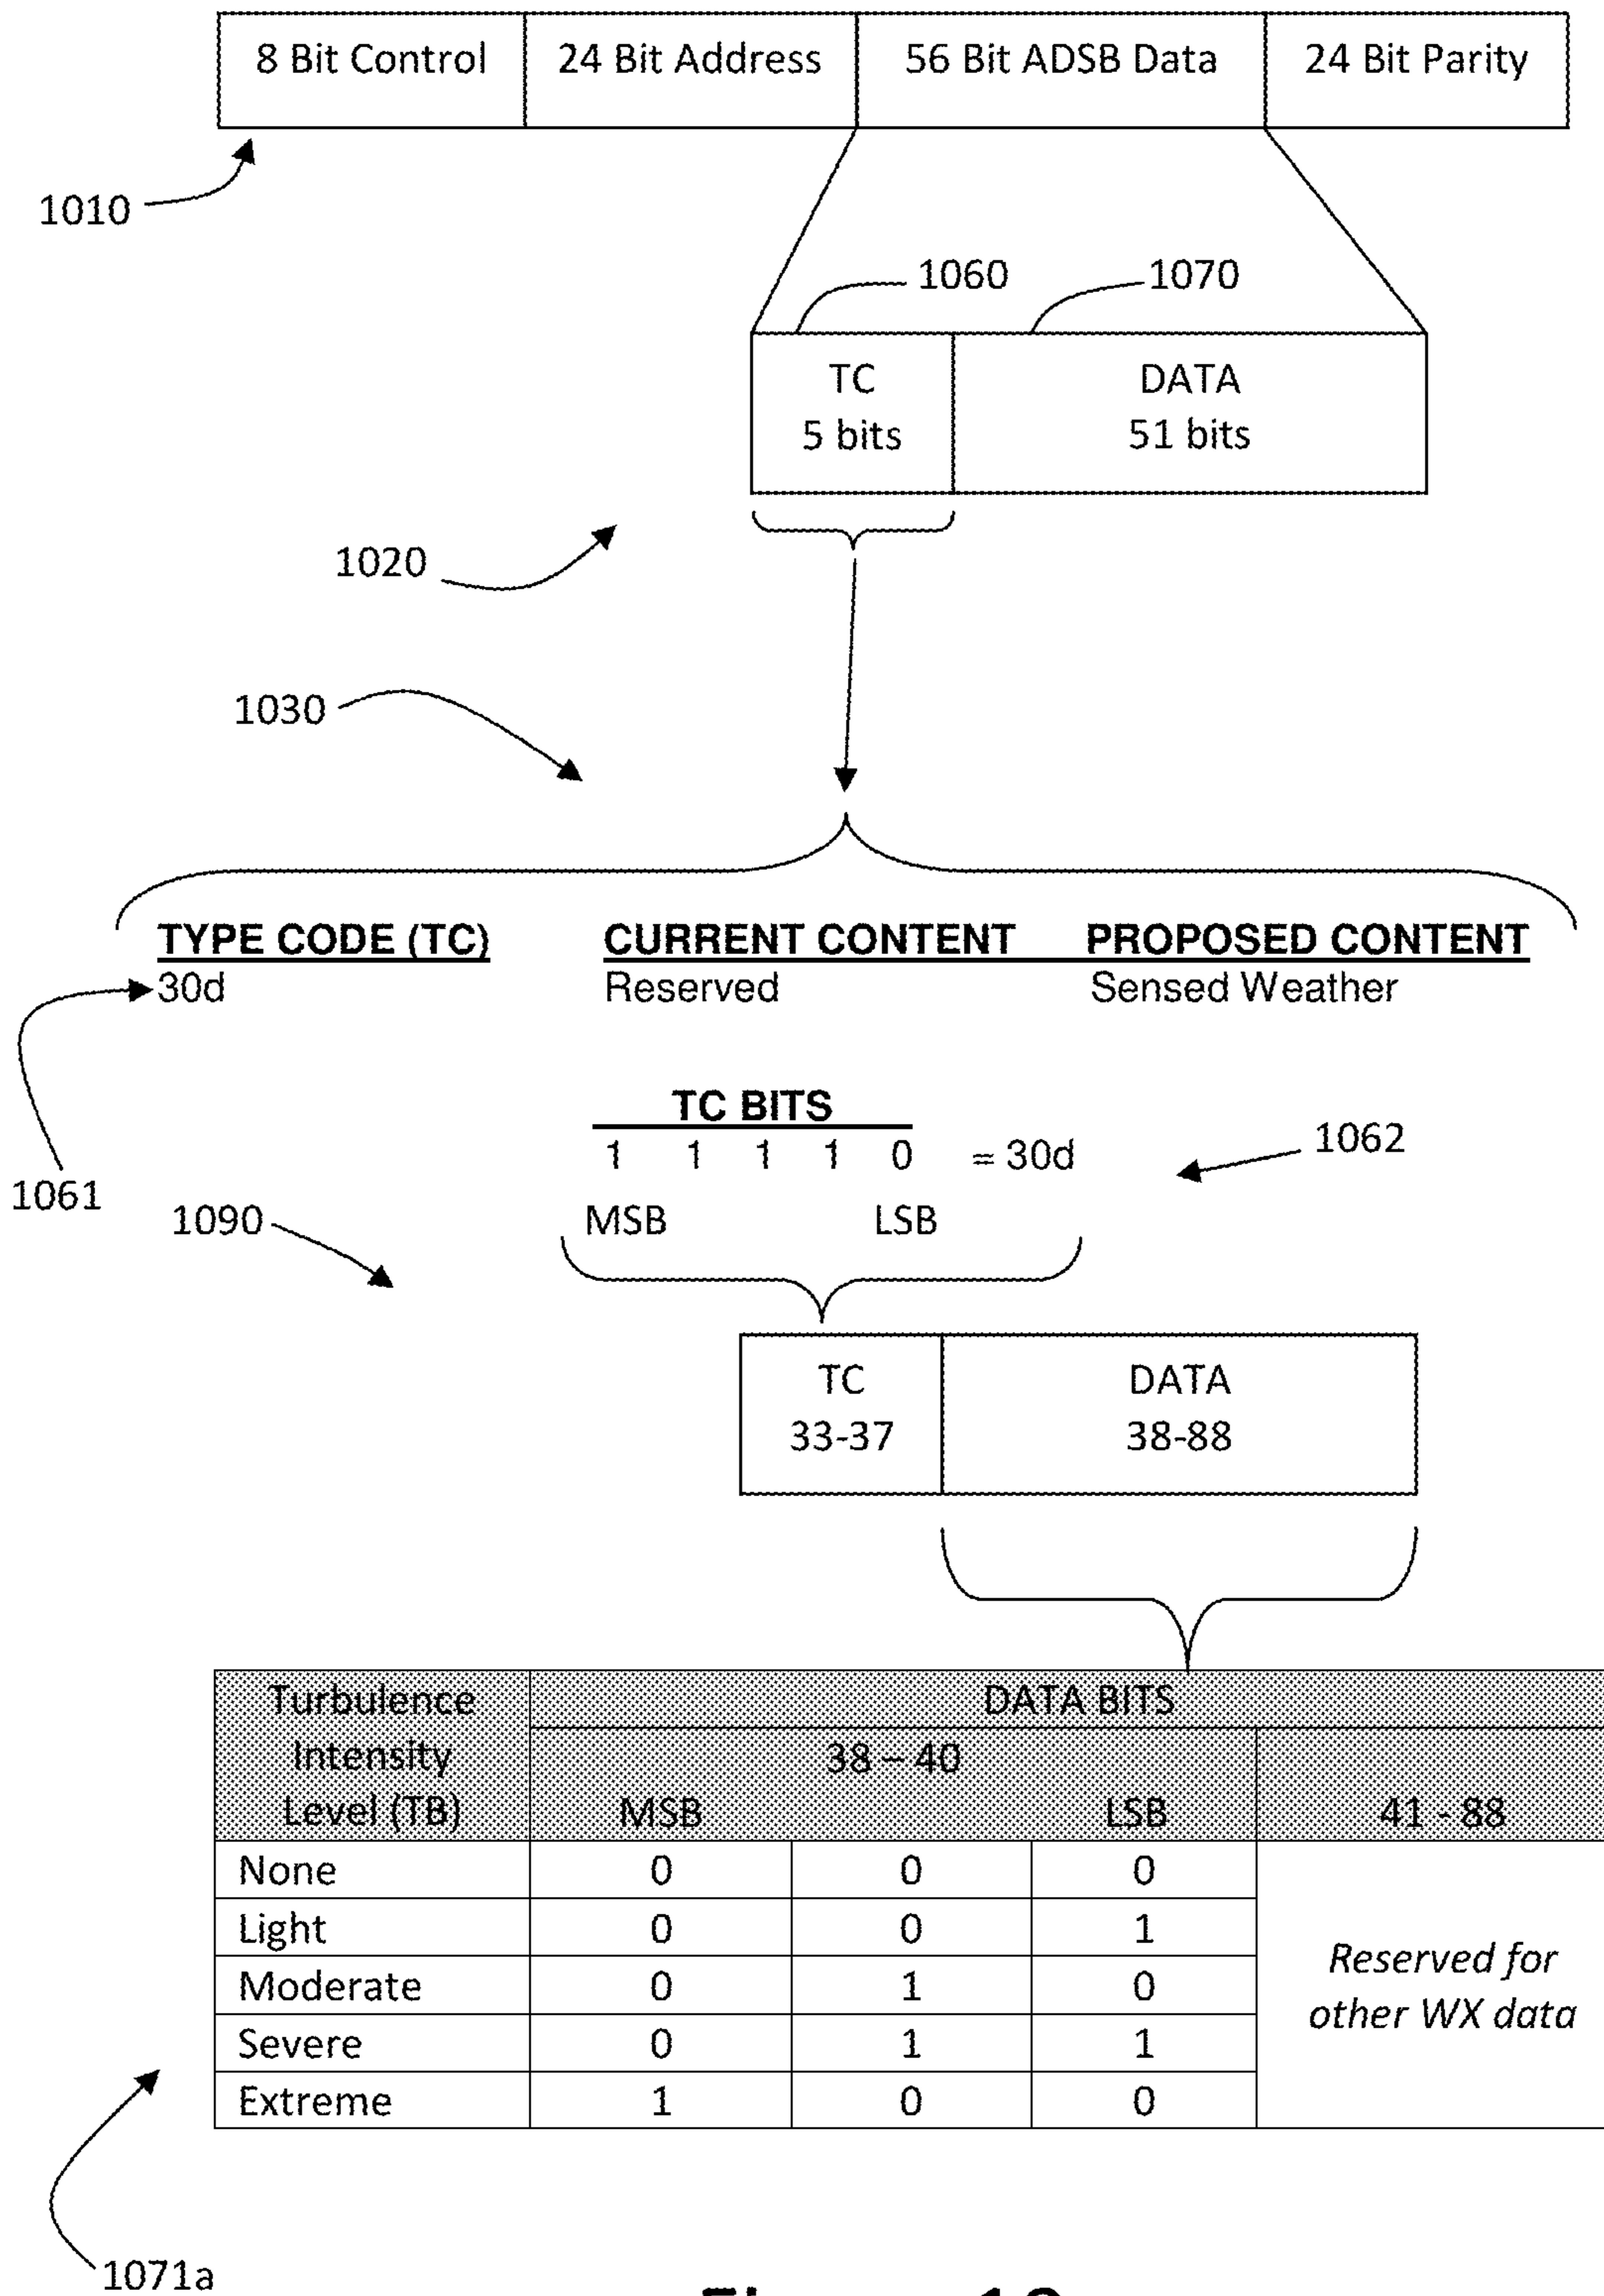 8 Bit Control 24 Bit Address 56 Bit ADSB Data 24 Bit Parity
1010
1060 1070
TC DATA
5 bits 51 bits
1020
1030
TYPE CODE (TC) CURRENT CONTENT PROPOSED CONTENT
30d Reserved Sensed Weather
TC BITS
1 1 1 1 0 = 30d
1062
1061
MSB LSB
1090
TC DATA
33-37 38-88
Turbulence DATA BITS
Intensity 38 – 40
Level (TB) MSB LSB 41 - 88
None 0 0 0
Light 0 0 1
Reserved for
Moderate 0 1 0
other WX data
Severe 0 1 1
Extreme 1 0 0
1071a